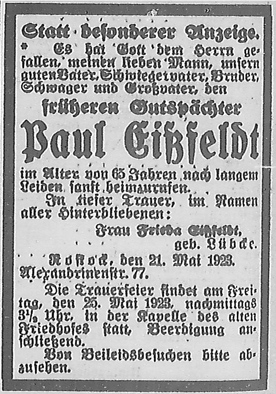 Statt besonderer Anzeige.
* Es hat Gott dem Herrn ge-
fallen, meinen lieben Mann, unsern
guten Vater, Schwiegervater, Bruder,
Schwager und Großvater, den
früheren Gutspächter
Paul Eißfeldt
im Alter von 65 Jahren nach langem
Leiden sanft heimzurufen.
In tiefer Trauer, im Namen
aller Hinterbliebenen:
Frau Frieda Eißfeldt,
geb. Lübcke.
Rostock, den 21. Mai 1923.
Alexandrinenstr. 77.
Die Trauerfeier findet am Frei-
tag, den 25. Mai 1923, nachmittags
Uhr, in der Kapelle des alten
Friedhofes statt, Beerdigung an-
schließend.
Von Beileidsbesuchen bitte ab-
zusehen.